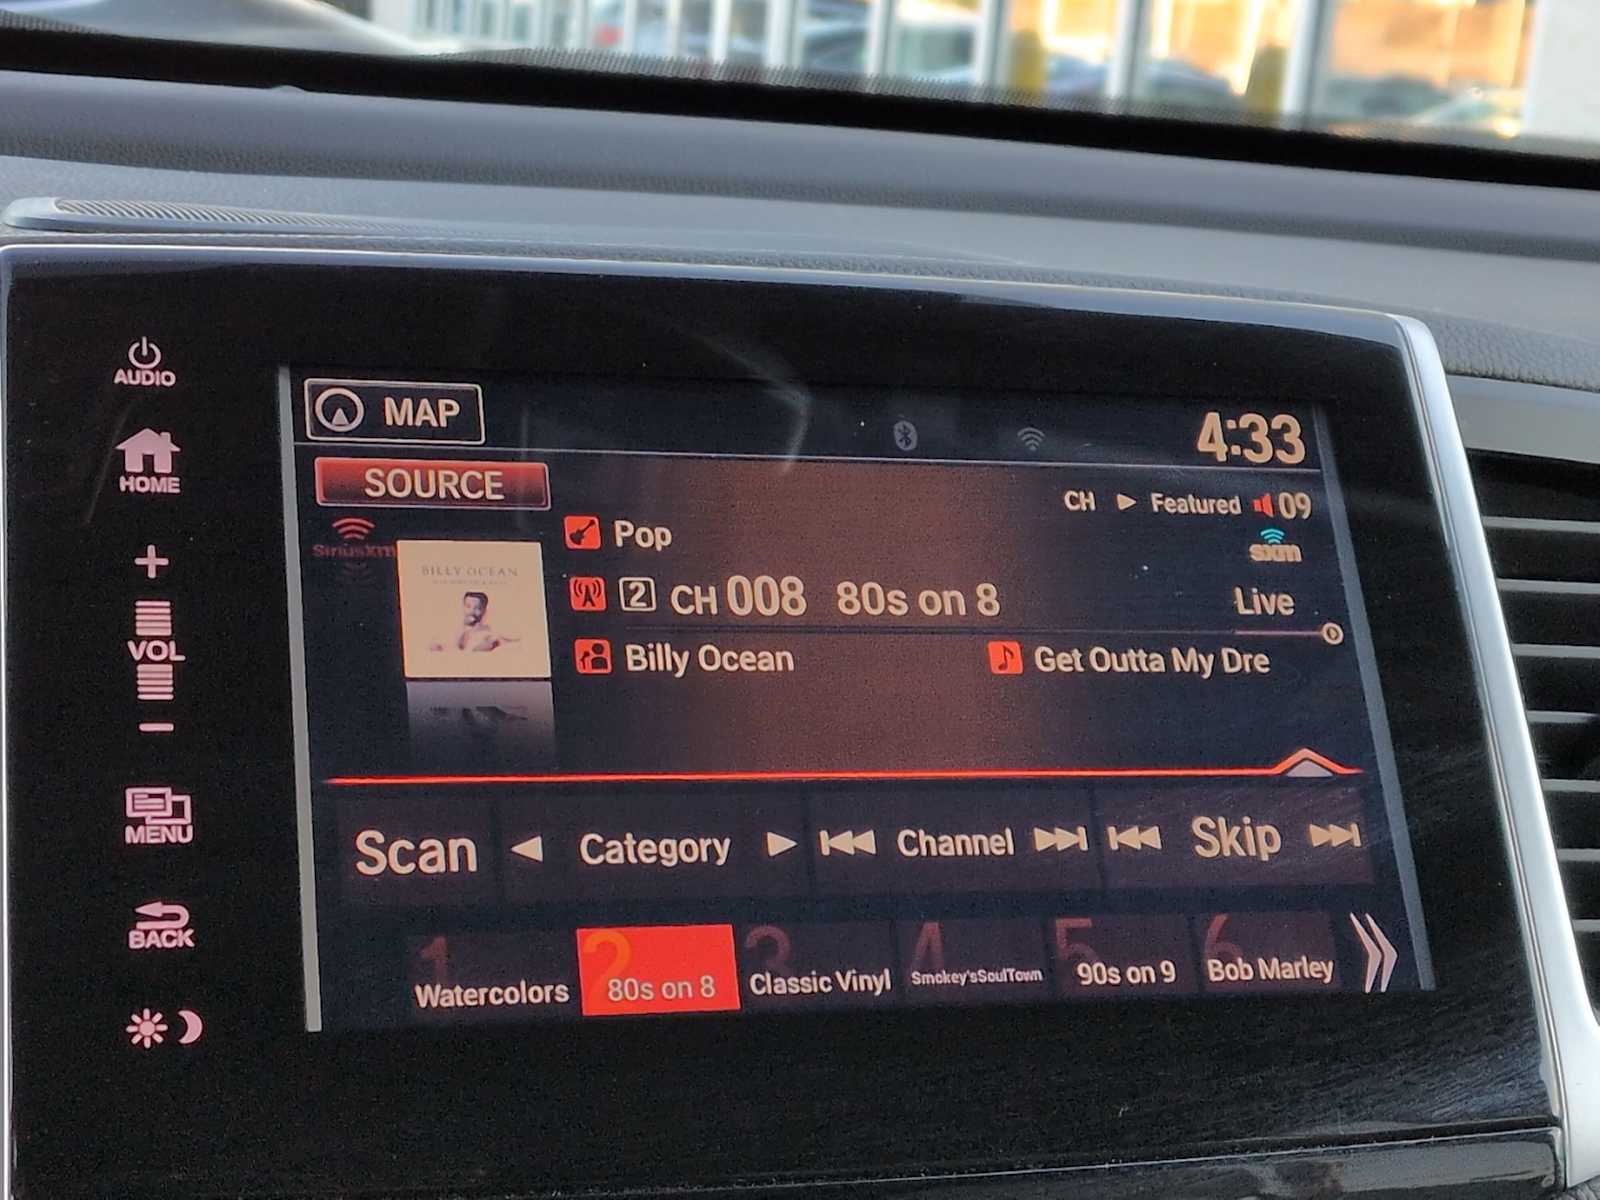 AUDIO
HOME
+
VOL
−
MENU
BACK
MAP
4:33
SOURCE
CH ▶ Featured 09
SiriusXM
sxm
BILLY OCEAN
Pop
2 CH 008 80s on 8
Live
Billy Ocean
Get Outta My Dre
Scan ◀ Category ▶ Channel Skip
1 Watercolors
2 80s on 8
3 Classic Vinyl
4 Smokey'sSoulTown
5 90s on 9
6 Bob Marley